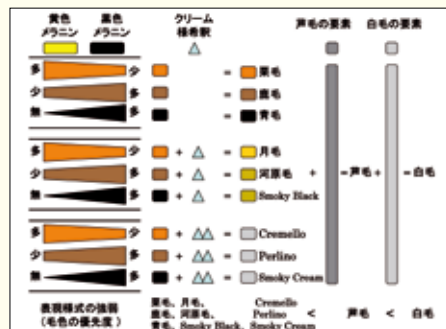 黄色 黒色 クリーム 芦毛の要素 白毛の要素
メラニン メラニン 様希釈
多 少 = 栗毛
少 多 = 鹿毛
無 多 = 青毛
多 少 + = 月毛
少 多 + = 河原毛 + =芦毛+ =白毛
無 多 + = Smoky Black
多 少 + = Cremello
少 多 + = Perlino
無 多 + = Smoky Cream
表現様式の強弱
(毛色の優先度)
栗毛、月毛、 Cremello
鹿毛、河原毛、 Perlino < 芦毛 < 白毛
青毛、Smoky Black、Smoky Cream